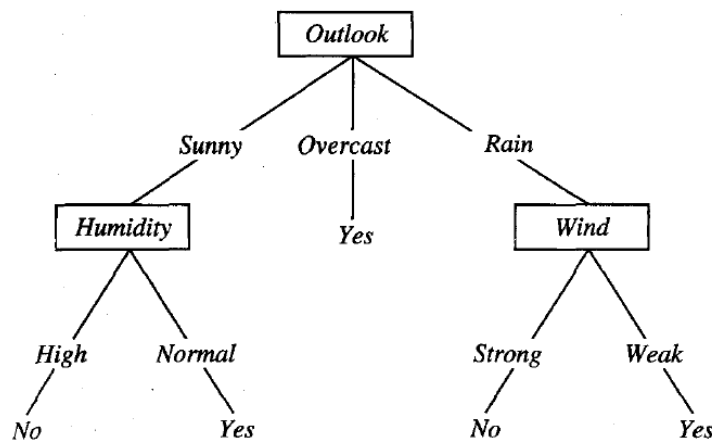 Outlook
Sunny Overcast Rain
Humidity Yes Wind
High Normal Strong Weak
No Yes No Yes